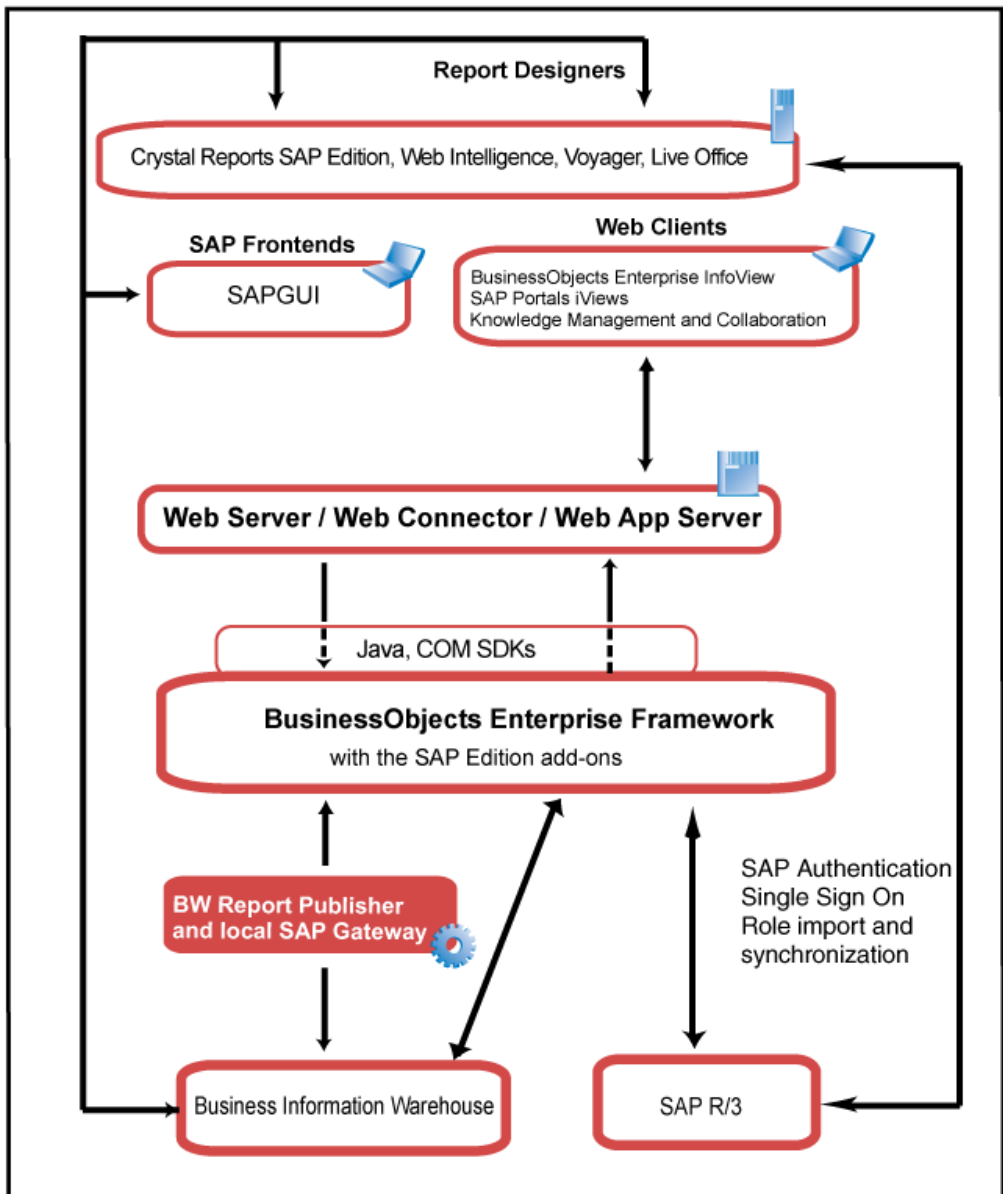 Report Designers
Crystal Reports SAP Edition, Web Intelligence, Voyager, Live Office
SAP Frontends
SAPGUI
Web Clients
BusinessObjects Enterprise InfoView
SAP Portals iViews
Knowledge Management and Collaboration
Web Server / Web Connector / Web App Server
Java, COM SDKs
BusinessObjects Enterprise Framework
with the SAP Edition add-ons
BW Report Publisher
and local SAP Gateway
SAP Authentication
Single Sign On
Role import and
synchronization
Business Information Warehouse
SAP R/3